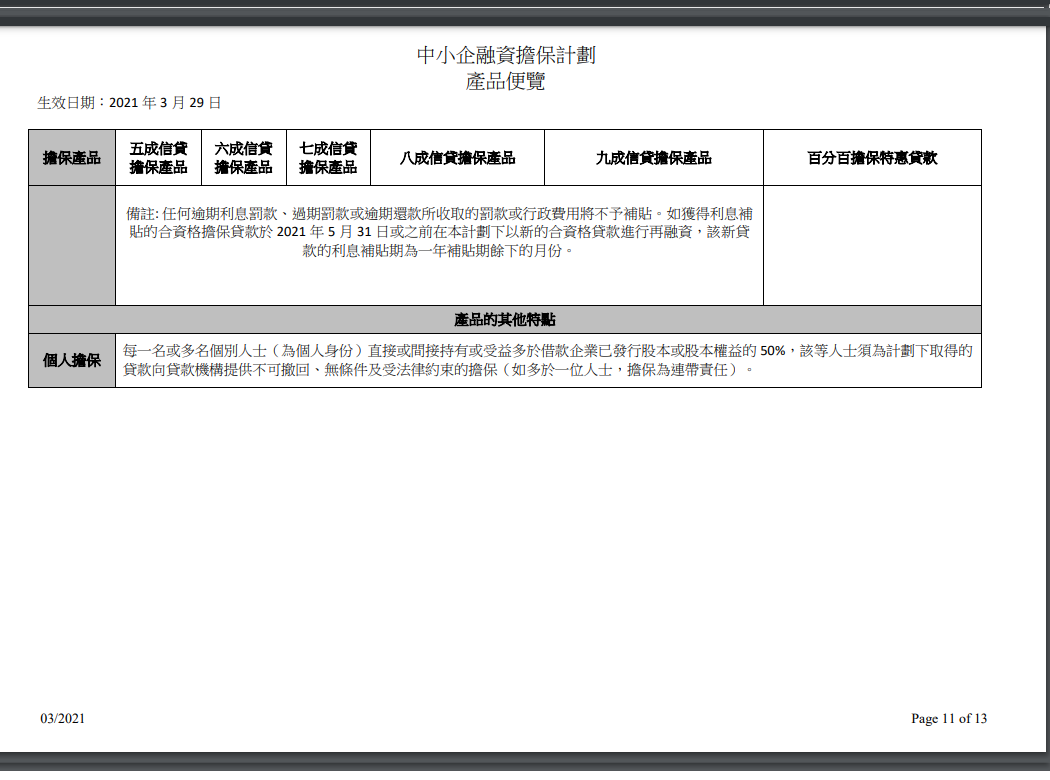 中小企融資擔保計劃
產品便覽
生效日期：2021 年 3 月 29 日
擔保產品
五成信貸
擔保產品
六成信貸
擔保產品
七成信貸
擔保產品
八成信貸擔保產品
九成信貸擔保產品
百分百擔保特惠貸款
備註: 任何逾期利息罰款、過期罰款或逾期還款所收取的罰款或行政費用將不予補貼。如獲得利息補
貼的合資格擔保貸款於 2021 年 5 月 31 日或之前在本計劃下以新的合資格貸款進行再融資，該新貸
款的利息補貼期為一年補貼期餘下的月份。
產品的其他特點
個人擔保
每一名或多名個別人士（為個人身份）直接或間接持有或受益多於借款企業已發行股本或股本權益的 50%，該等人士須為計劃下取得的
貸款向貸款機構提供不可撤回、無條件及受法律約束的擔保（如多於一位人士，擔保為連帶責任）。
03/2021
Page 11 of 13